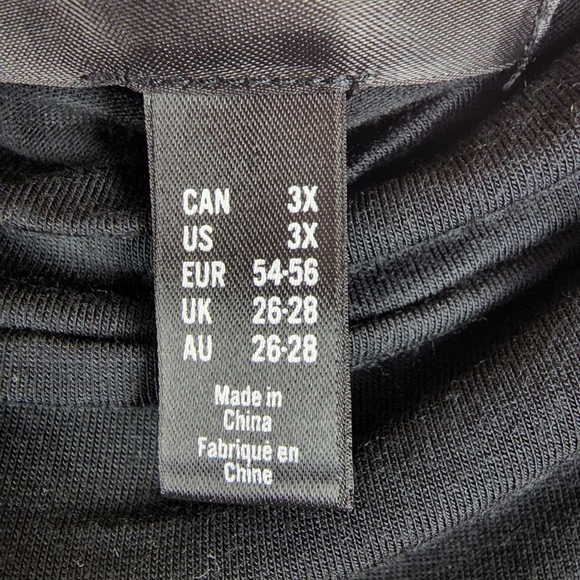 CAN 3X
US 3X
EUR 54-56
UK 26-28
AU 26-28
Made in
China
Fabriqué en
Chine